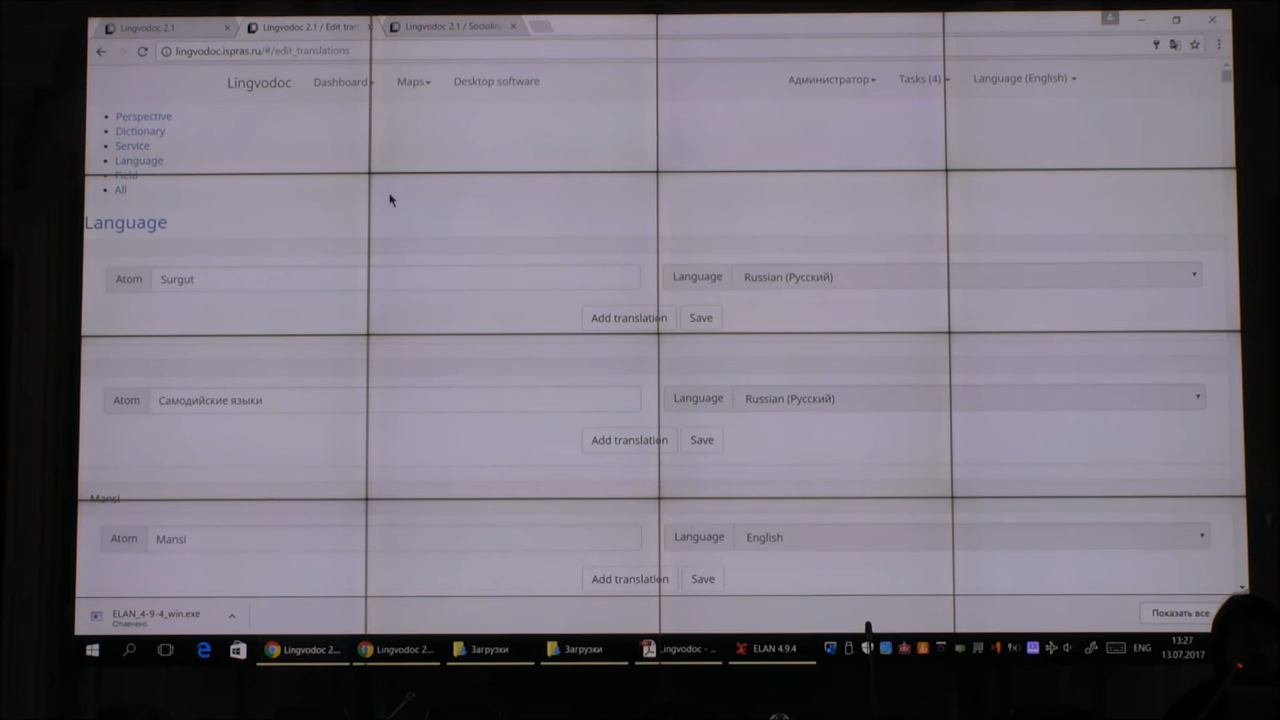 Lingvodoc 2.1
Lingvodoc 2.1 / Edit tran
Lingvodoc 2.1 / Sociolin
lingvodoc.ispras.ru/#/edit_translations
Lingvodoc Dashboard Maps Desktop software Администратор Tasks (4) Language (English)
Perspective
Dictionary
Service
Language
Field
All
Language
Atom Surgut Language Russian (Русский)
Add translation Save
Atom Самодийские языки Language Russian (Русский)
Add translation Save
Mansi
Atom Mansi Language English
Add translation Save
ELAN_4-9-4_win.exe
Отменено
Показать все
Lingvodoc 2... Lingvodoc 2... Загрузки Загрузки Lingvodoc - ... ELAN 4.9.4 ENG
13:27
13.07.2017